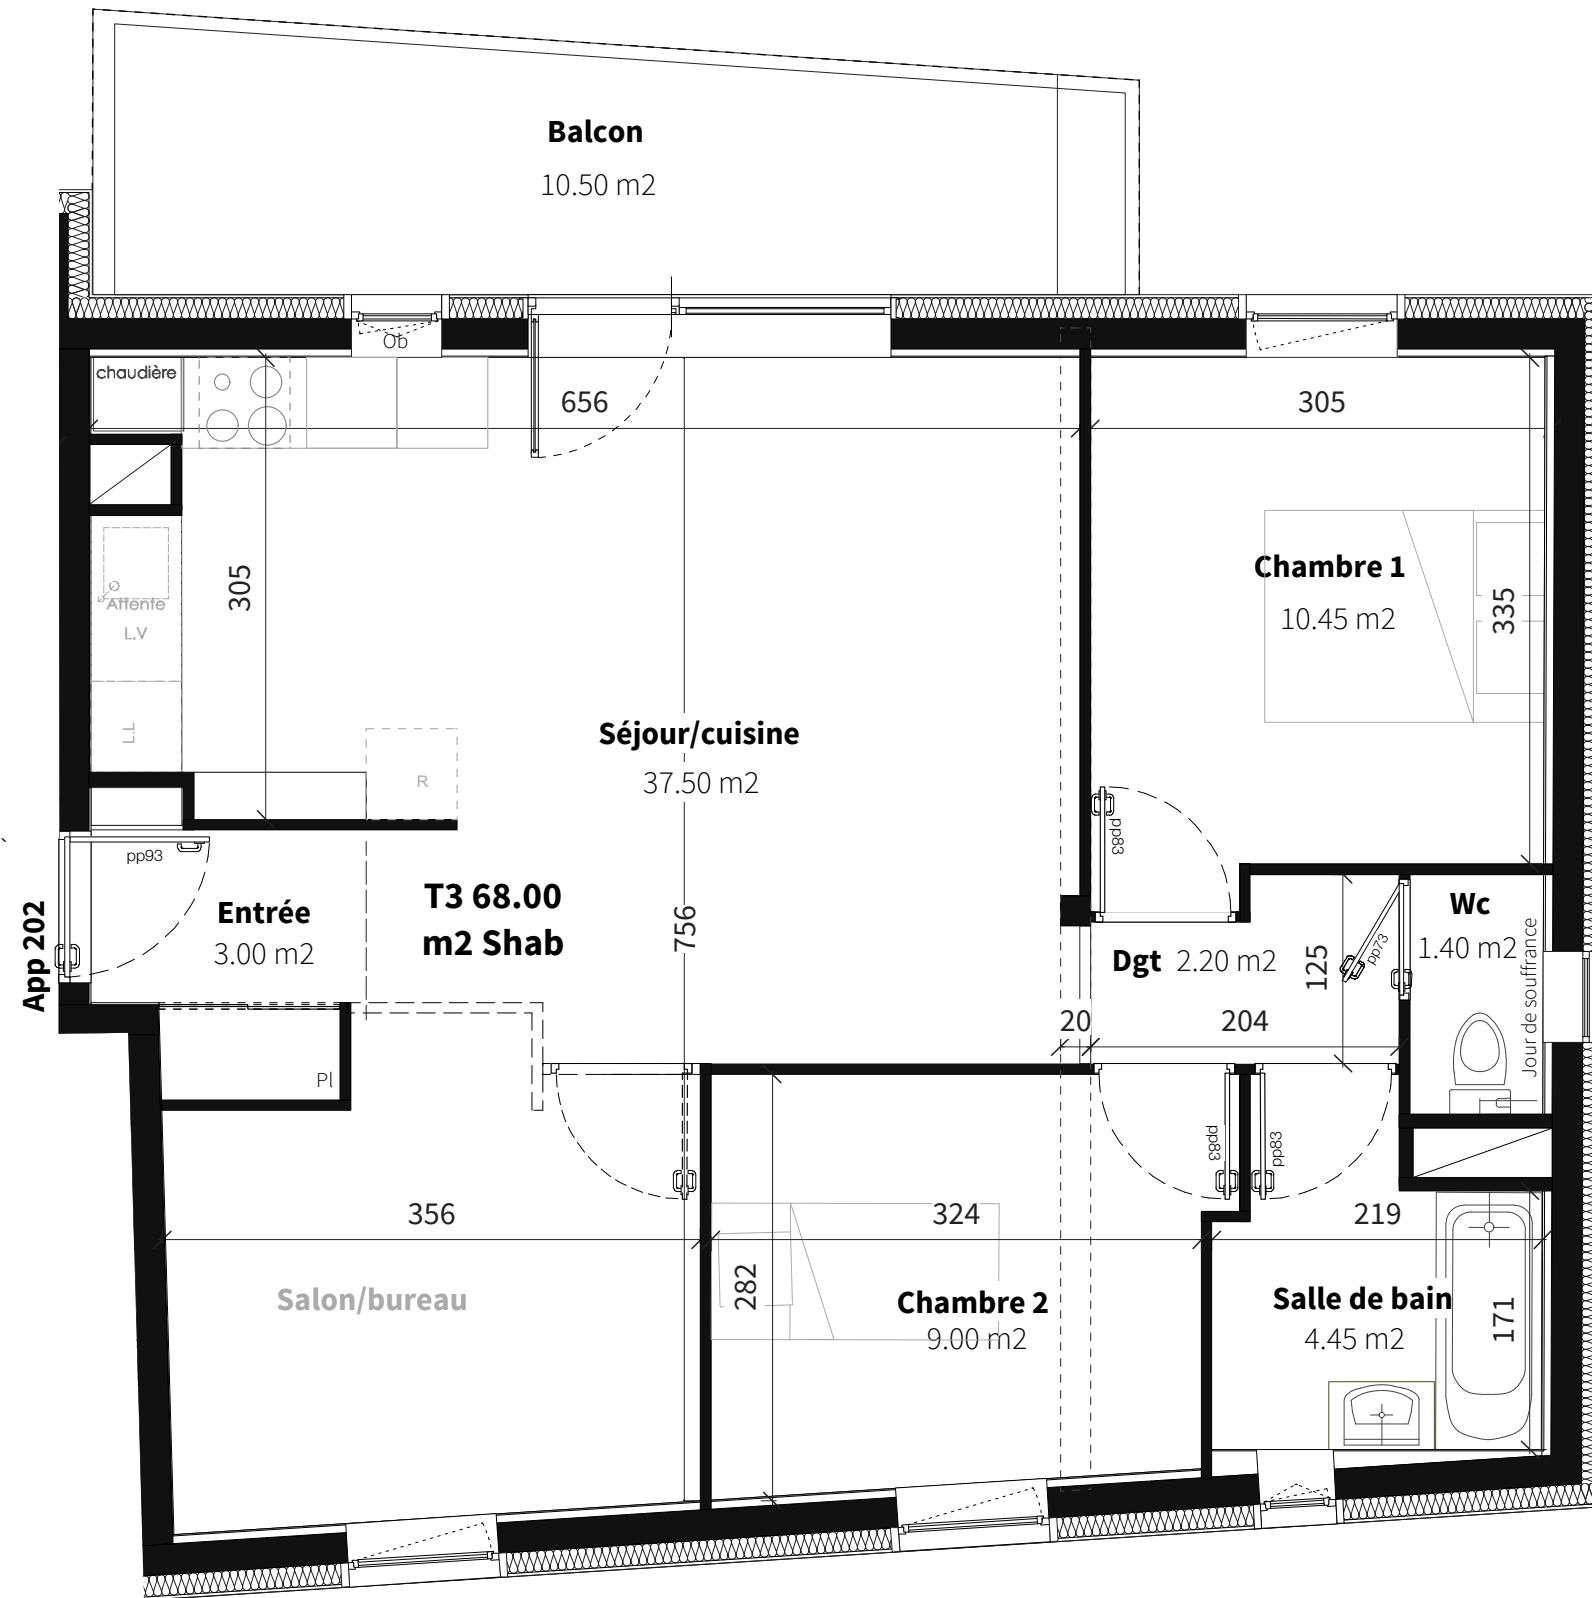 Balcon
10.50 m2
Ob
chaudière
656
305
305
Attente
L.V
L.L
R
Chambre 1
10.45 m2
335
Séjour/cuisine
37.50 m2
pp83
pp93
App 202
Entrée
3.00 m2
T3 68.00
m2 Shab
756
Dgt 2.20 m2
125
pp73
Wc
1.40 m2
Jour de souffrance
20
204
Pl
pp83
pp83
356
324
219
282
Salon/bureau
Chambre 2
9.00 m2
Salle de bain
4.45 m2
171